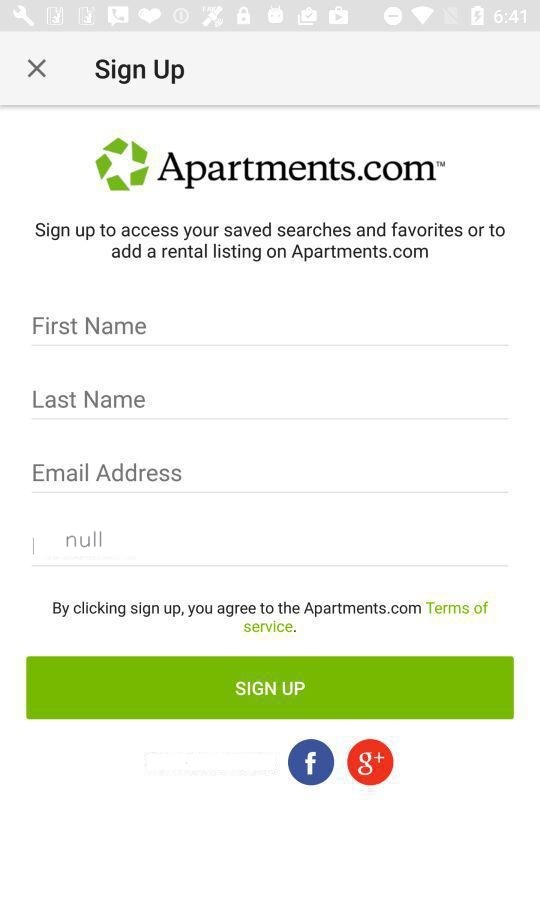 6:41
Sign Up
Apartments.com™
Sign up to access your saved searches and favorites or to
add a rental listing on Apartments.com
First Name
Last Name
Email Address
null
By clicking sign up, you agree to the Apartments.com Terms of
service.
SIGN UP
f
g+